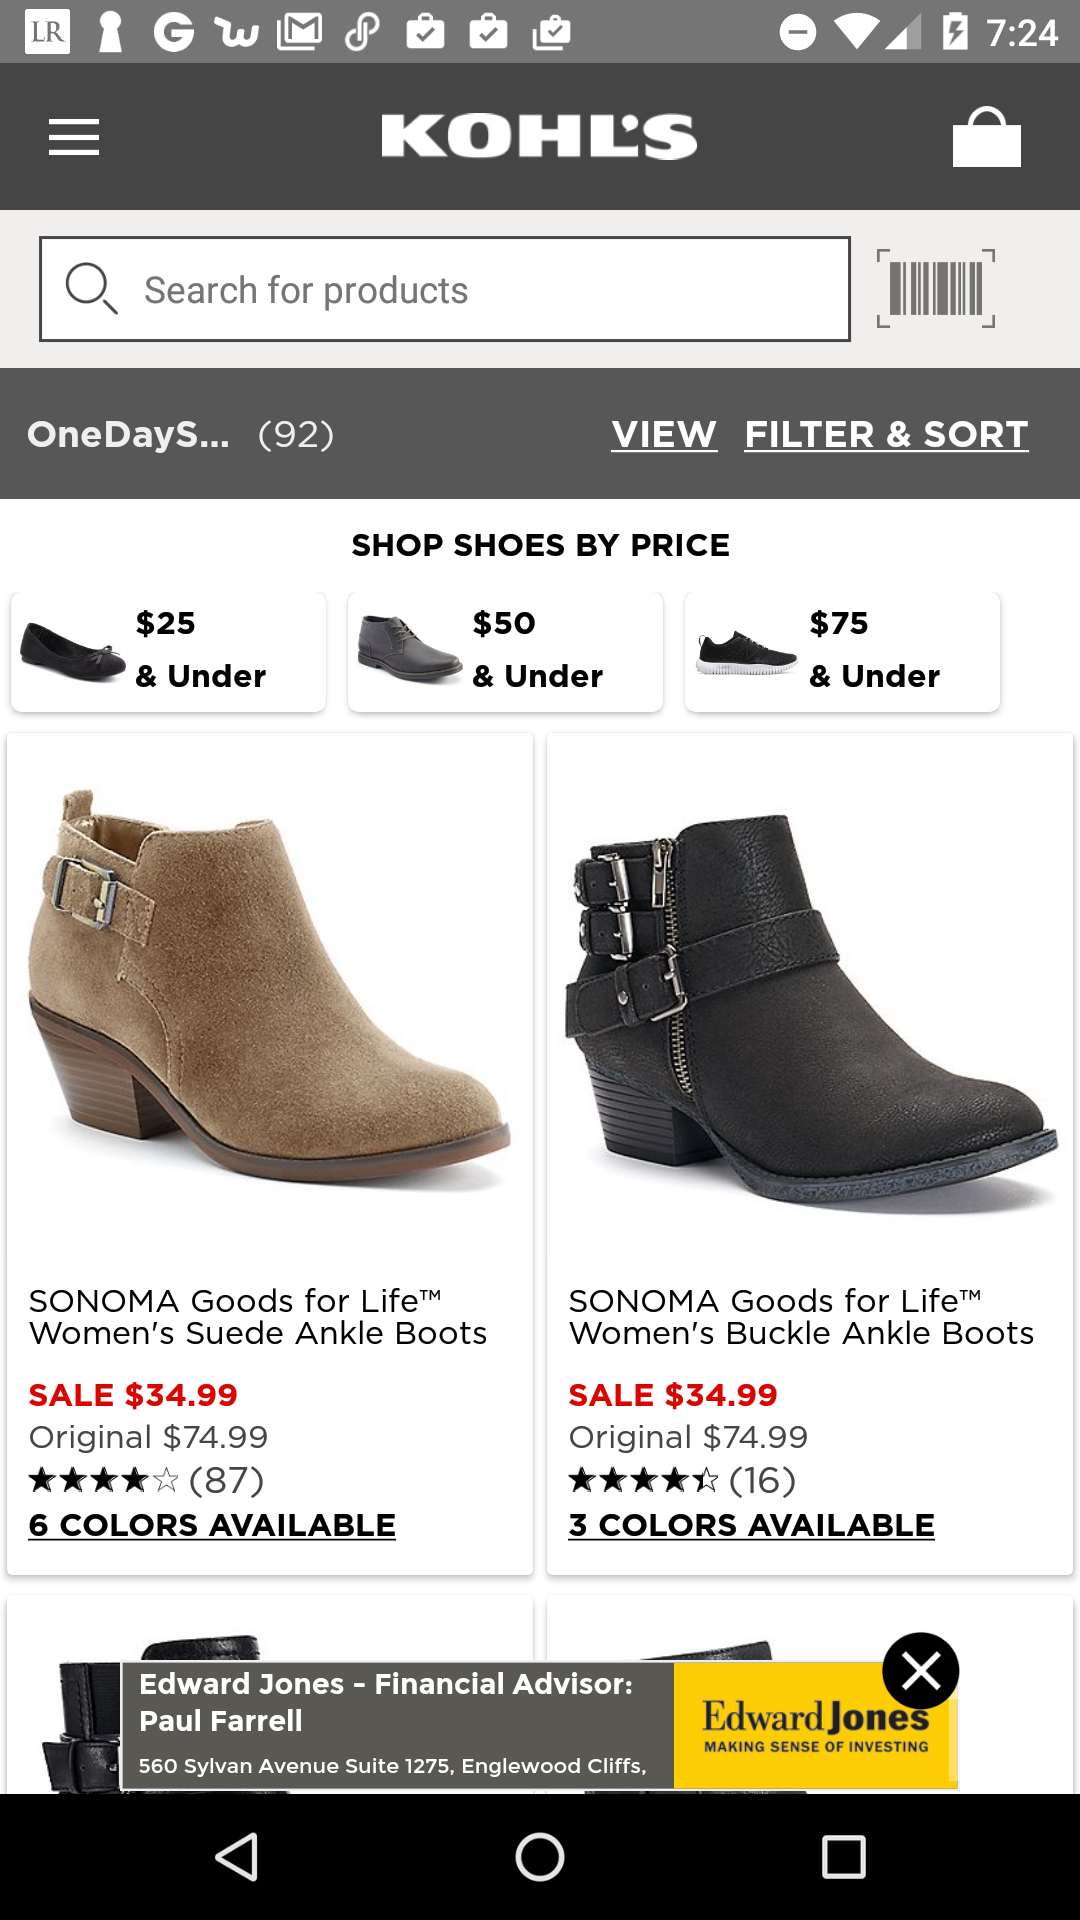 LR
7:24
KOHL'S
Search for products
OneDayS... (92)
VIEW FILTER & SORT
SHOP SHOES BY PRICE
$25
& Under
$50
& Under
$75
& Under
SONOMA Goods for Life™
Women's Suede Ankle Boots
SALE $34.99
Original $74.99
(87)
6 COLORS AVAILABLE
SONOMA Goods for Life™
Women's Buckle Ankle Boots
SALE $34.99
Original $74.99
(16)
3 COLORS AVAILABLE
Edward Jones - Financial Advisor:
Paul Farrell
560 Sylvan Avenue Suite 1275, Englewood Cliffs,
Edward Jones
MAKING SENSE OF INVESTING